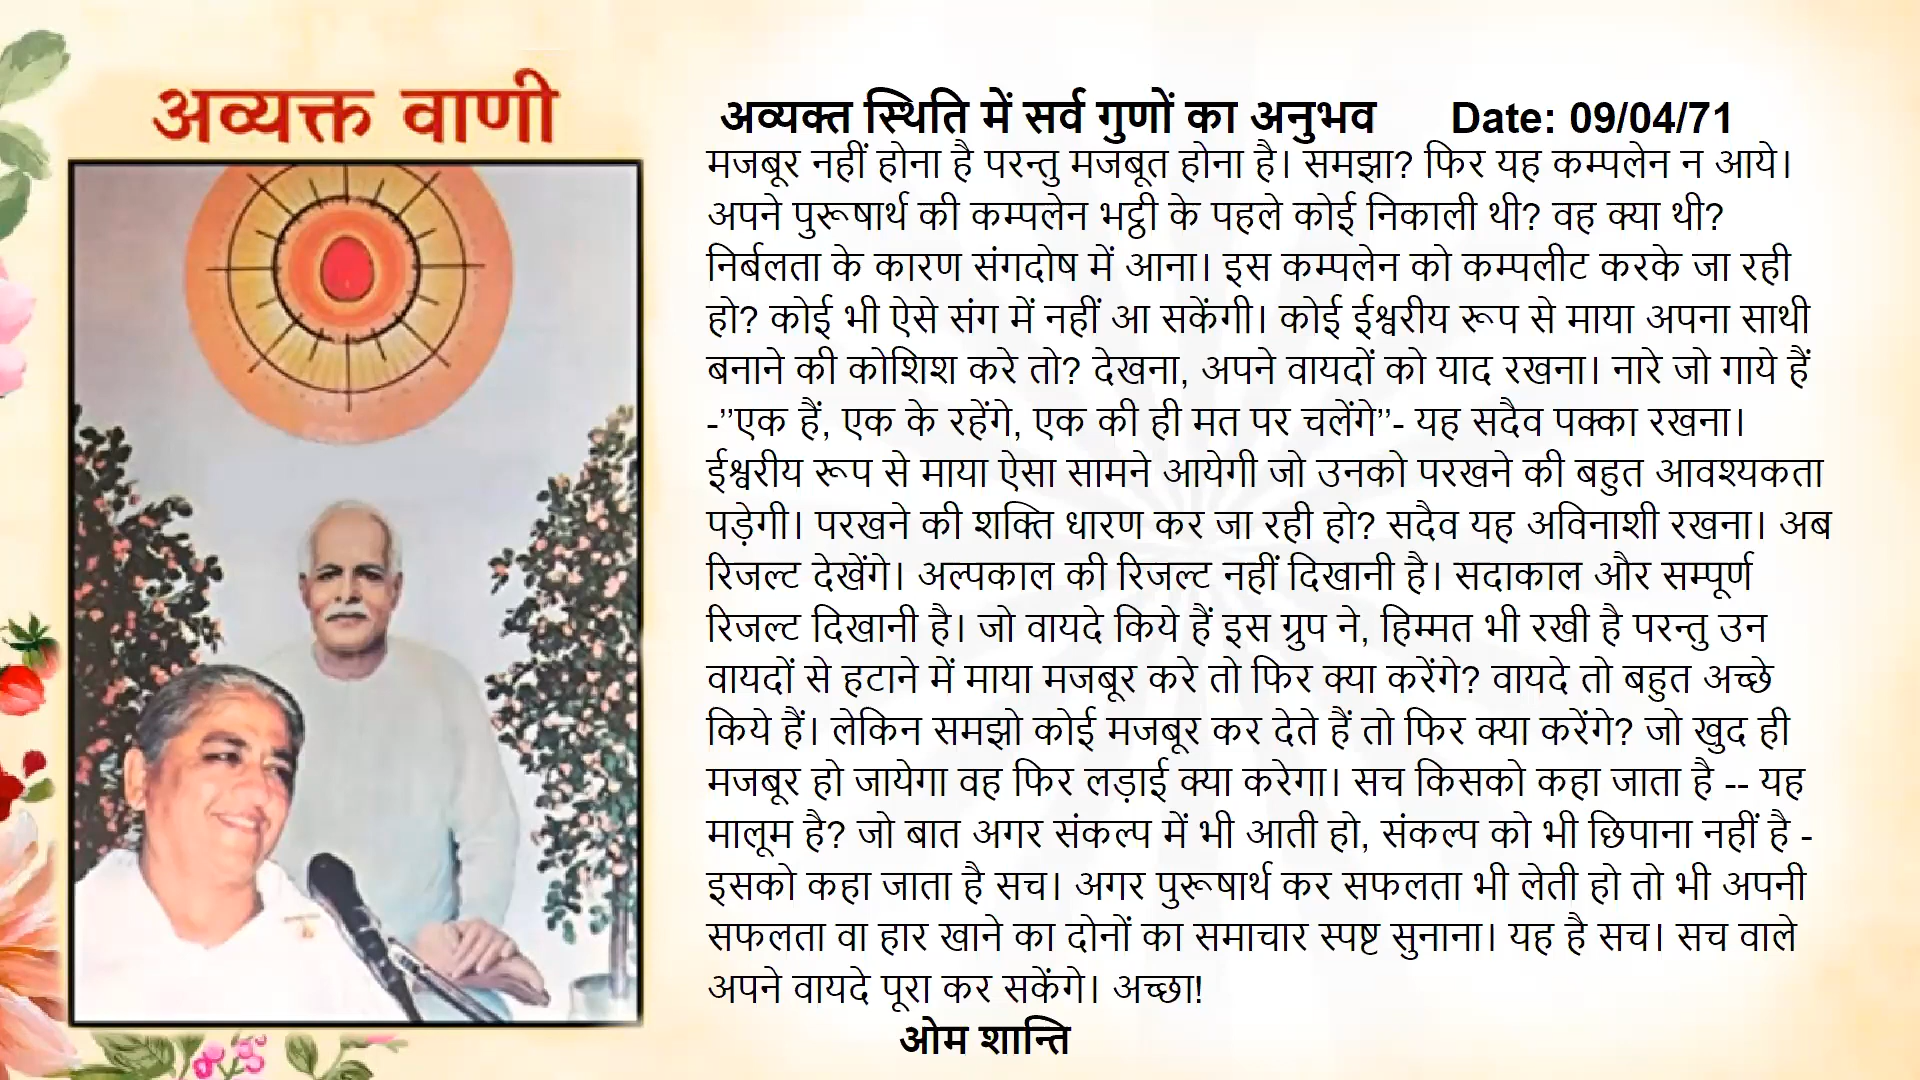 अव्यक्त वाणी
अव्यक्त स्थिति में सर्व गुणों का अनुभव Date: 09/04/71
मजबूर नहीं होना है परन्तु मजबूत होना है। समझा? फिर यह कम्पलेन न आये।
अपने पुरूषार्थ की कम्पलेन भट्ठी के पहले कोई निकाली थी? वह क्या थी?
निर्बलता के कारण संगदोष में आना। इस कम्पलेन को कम्पलीट करके जा रही
हो? कोई भी ऐसे संग में नहीं आ सकेंगी। कोई ईश्वरीय रूप से माया अपना साथी
बनाने की कोशिश करे तो? देखना, अपने वायदों को याद रखना। नारे जो गाये हैं
-’’एक हैं, एक के रहेंगे, एक की ही मत पर चलेंगे’’- यह सदैव पक्का रखना।
ईश्वरीय रूप से माया ऐसा सामने आयेगी जो उनको परखने की बहुत आवश्यकता
पड़ेगी। परखने की शक्ति धारण कर जा रही हो? सदैव यह अविनाशी रखना। अब
रिजल्ट देखेंगे। अल्पकाल की रिजल्ट नहीं दिखानी है। सदाकाल और सम्पूर्ण
रिजल्ट दिखानी है। जो वायदे किये हैं इस ग्रुप ने, हिम्मत भी रखी है परन्तु उन
वायदों से हटाने में माया मजबूर करे तो फिर क्या करेंगे? वायदे तो बहुत अच्छे
किये हैं। लेकिन समझो कोई मजबूर कर देते हैं तो फिर क्या करेंगे? जो खुद ही
मजबूर हो जायेगा वह फिर लड़ाई क्या करेगा। सच किसको कहा जाता है -- यह
मालूम है? जो बात अगर संकल्प में भी आती हो, संकल्प को भी छिपाना नहीं है -
इसको कहा जाता है सच। अगर पुरूषार्थ कर सफलता भी लेती हो तो भी अपनी
सफलता वा हार खाने का दोनों का समाचार स्पष्ट सुनाना। यह है सच। सच वाले
अपने वायदे पूरा कर सकेंगे। अच्छा!
ओम शान्ति